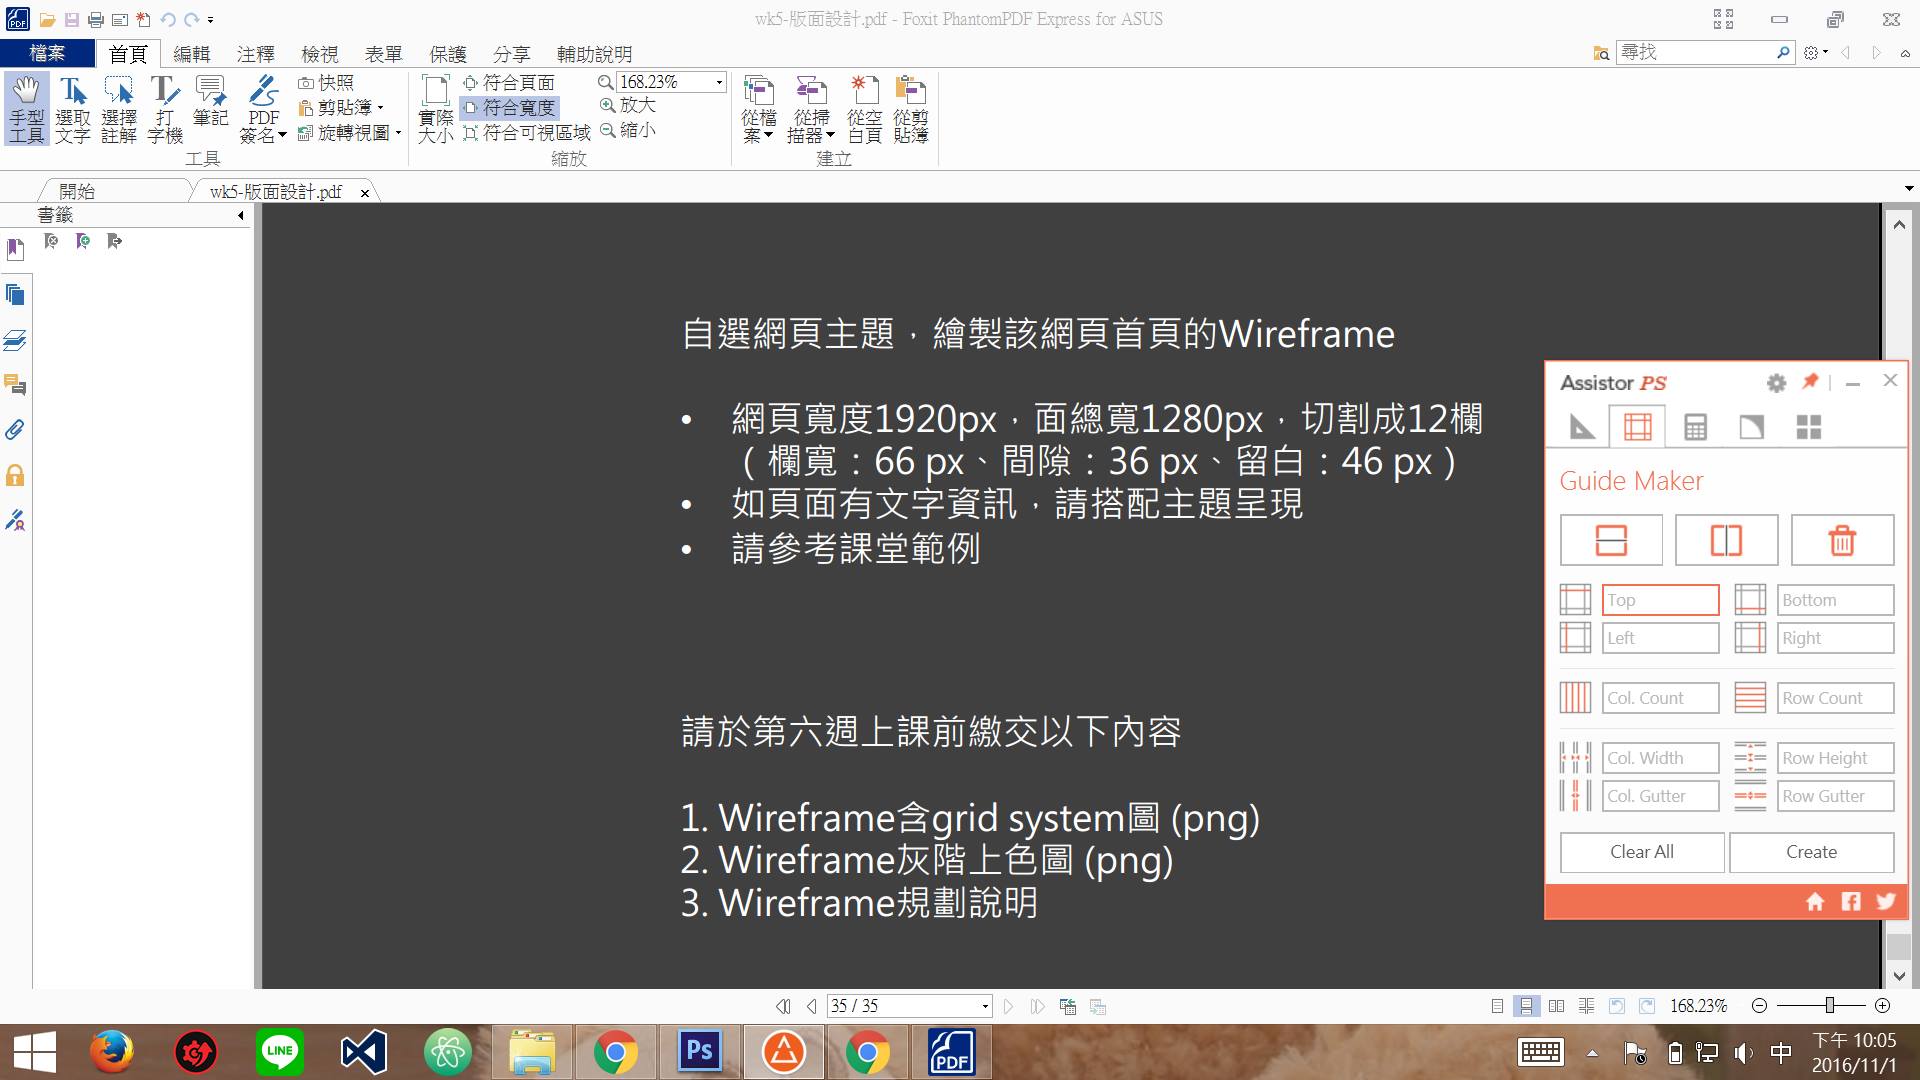 wk5-版面設計.pdf - Foxit PhantomPDF Express for ASUS
檔案 首頁 編輯 注釋 檢視 表單 保護 分享 輔助說明 尋找
手型工具 選取文字 選擇註解 打字機 筆記 PDF簽名
快照
剪貼簿
旋轉視圖
工具
實際大小
符合頁面
符合寬度
符合可視區域
168.23%
放大
縮小
縮放
從檔案 從掃描器 從空白頁 從剪貼簿
建立
開始 wk5-版面設計.pdf
書籤
自選網頁主題，繪製該網頁首頁的Wireframe
• 網頁寬度1920px，面總寬1280px，切割成12欄
（欄寬：66 px、間隙：36 px、留白：46 px）
• 如頁面有文字資訊，請搭配主題呈現
• 請參考課堂範例
請於第六週上課前繳交以下內容
1. Wireframe含grid system圖 (png)
2. Wireframe灰階上色圖 (png)
3. Wireframe規劃說明
Assistor PS
Guide Maker
Top Bottom
Left Right
Col. Count Row Count
Col. Width Row Height
Col. Gutter Row Gutter
Clear All Create
35 / 35 168.23%
LINE Ps PDF 中 下午 10:05
2016/11/1